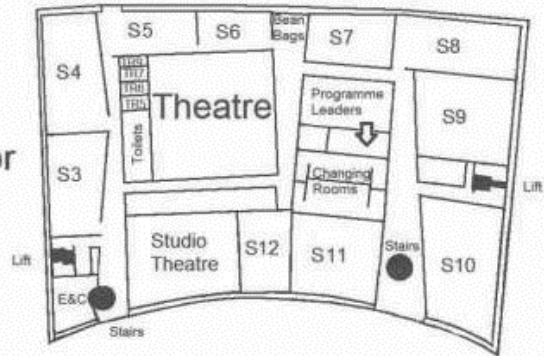 S5
S6
Bean
Bags
S7
S8
S4
TR7
TR6
TR5
Theatre
Programme
Leaders
S9
or
Toilets
S3
Changing
Rooms
Lift
Studio
Theatre
S12
S11
Stairs
S10
Lift
E&C
Stairs